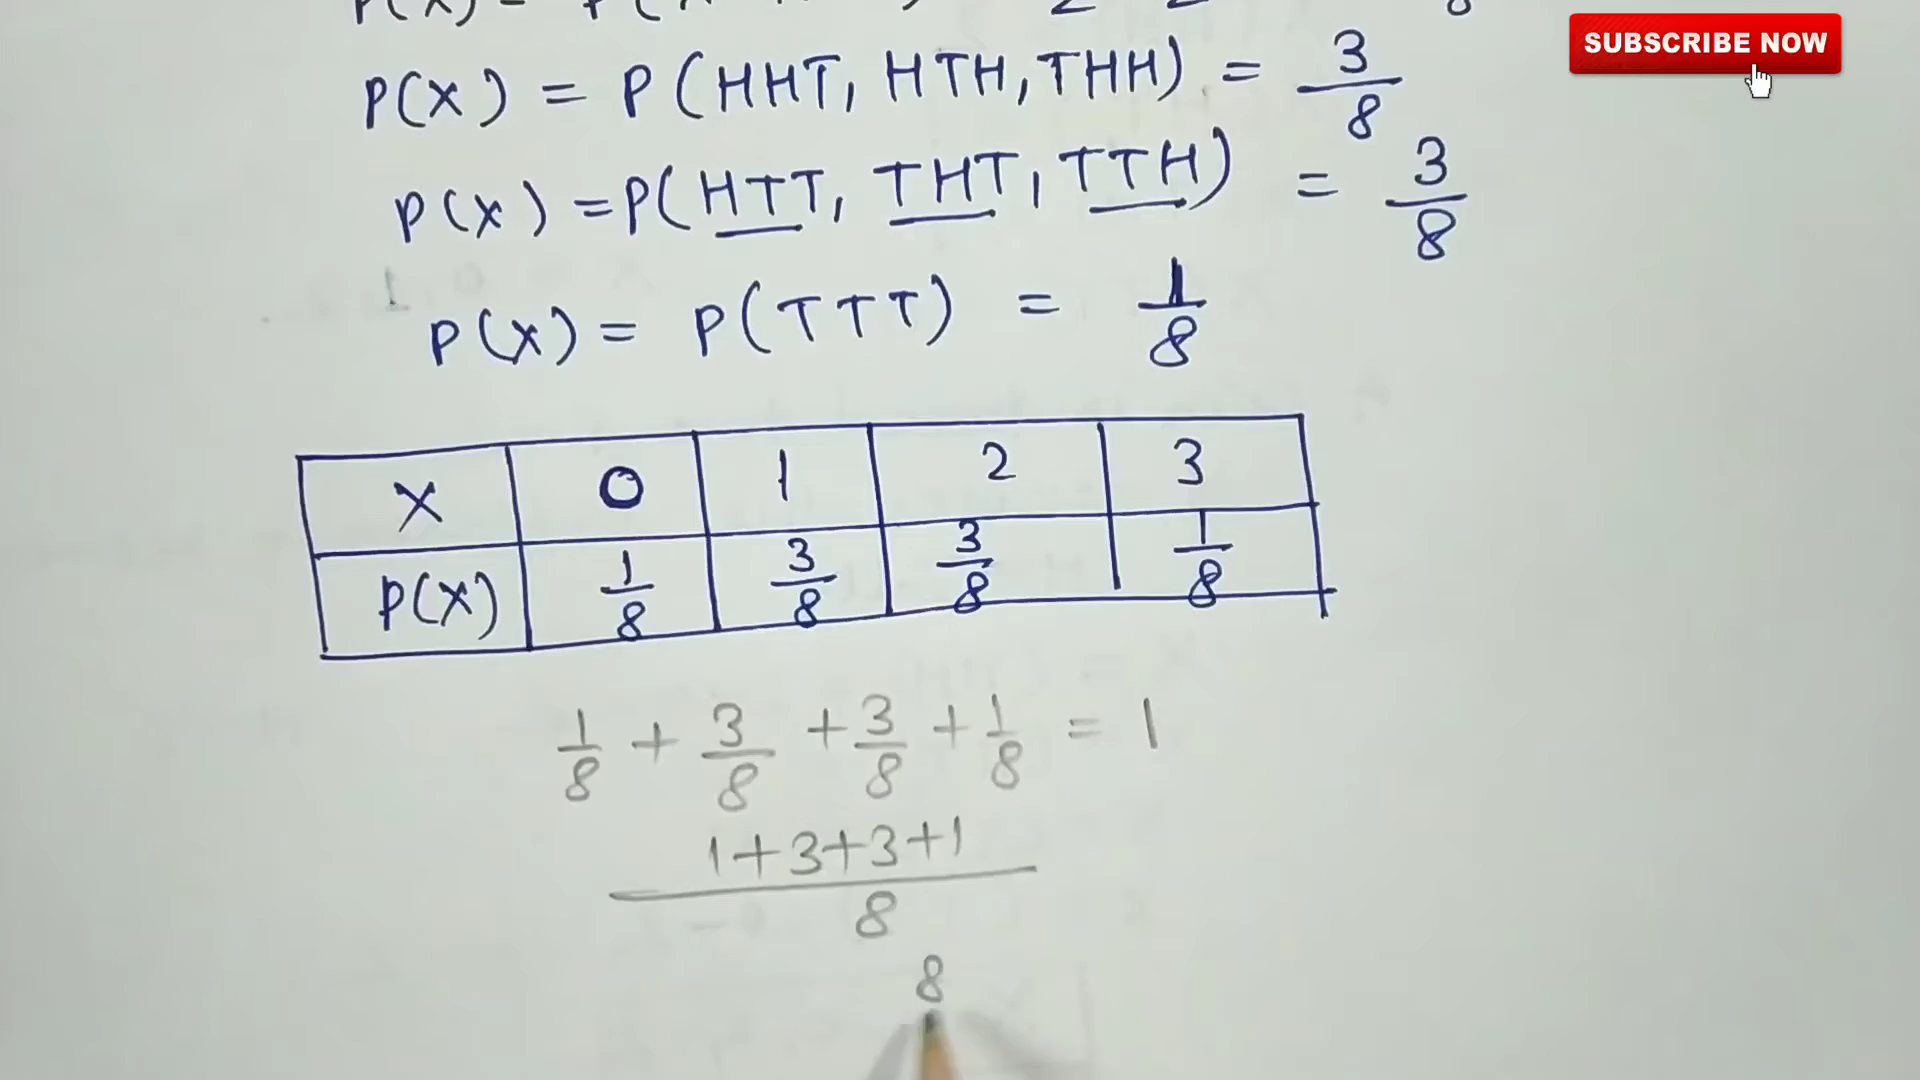 SUBSCRIBE NOW
P(X) = P(HHT, HTH, THH) = 3/8
P(X) = P(HTT, THT, TTH) = 3/8
P(X) = P(TTT) = 1/8
X 0 1 2 3
P(X) 1/8 3/8 3/8 1/8
1/8 + 3/8 + 3/8 + 1/8 = 1
1+3+3+1
8
8